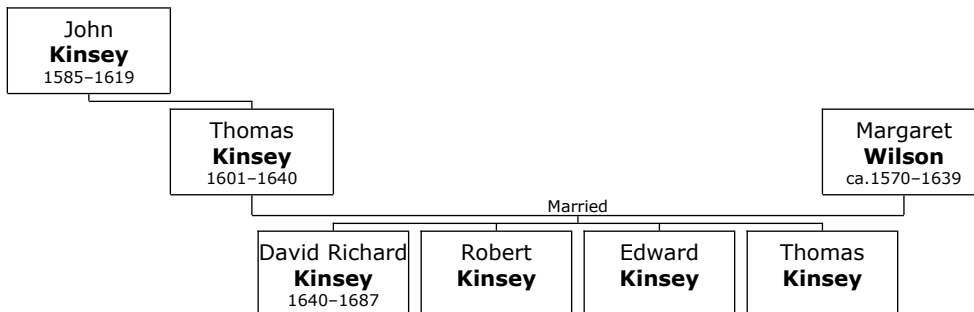 John
Kinsey
1585–1619
Thomas
Kinsey
1601–1640
Margaret
Wilson
ca.1570–1639
Married
David Richard
Kinsey
1640–1687
Robert
Kinsey
Edward
Kinsey
Thomas
Kinsey